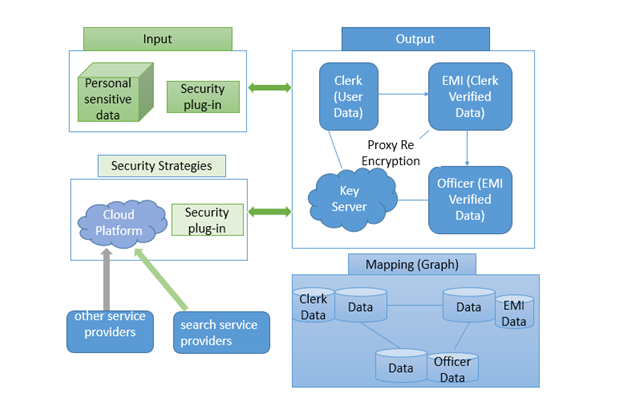 Input
Personal
sensitive
data
Security
plug-in
Security Strategies
Cloud
Platform
Security
plug-in
other service
providers
search service
providers
Output
Clerk
(User
Data)
EMI (Clerk
Verified
Data)
Proxy Re
Encryption
Key
Server
Officer (EMI
Verified
Data)
Mapping (Graph)
Clerk
Data
Data
Data
EMI
Data
Data
Officer
Data